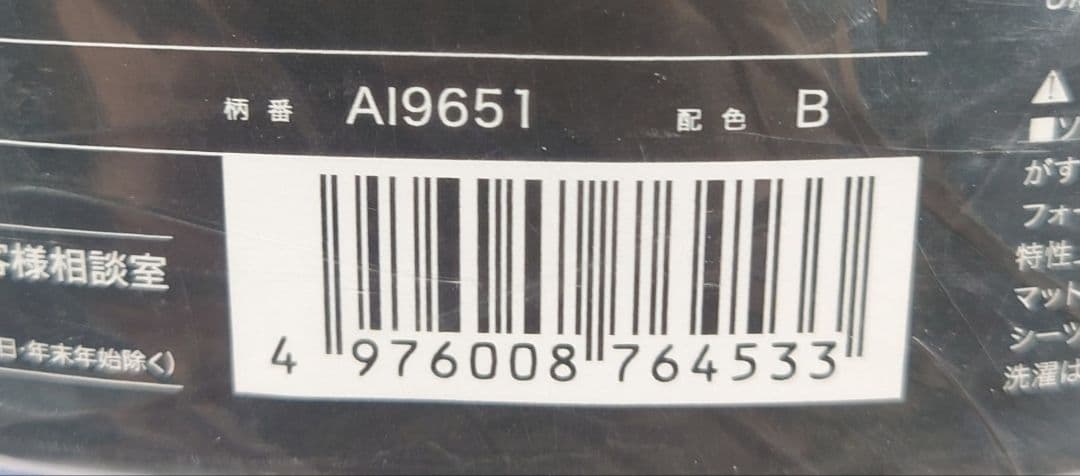 柄番 AI9651 配色 B
4 976008 764533
客様相談室
日・年末年始除く)
がす
フォー
特性
マット
シーツ
洗濯は